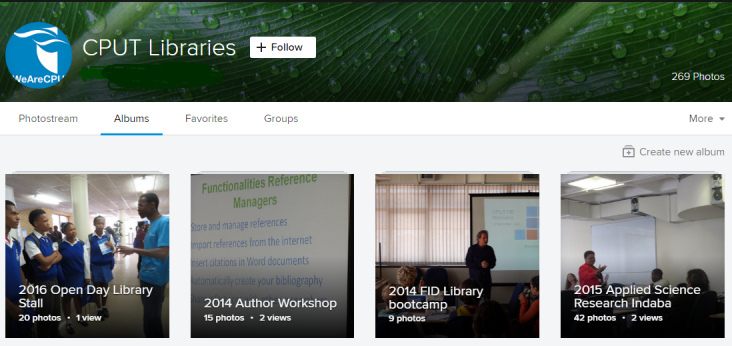 CPUT Libraries
+ Follow
WeAreCPU
269 Photos
Photostream
Albums
Favorites
Groups
More
Create new album
Functionalities Reference
Managers
Store and manage references
Import references from the internet
Insert citations in Word documents
Automatically create your bibliography
2016 Open Day Library
Stall
20 photos • 1 view
2014 Author Workshop
15 photos • 2 views
2014 FID Library
bootcamp
9 photos
2015 Applied Science
Research Indaba
42 photos • 2 views